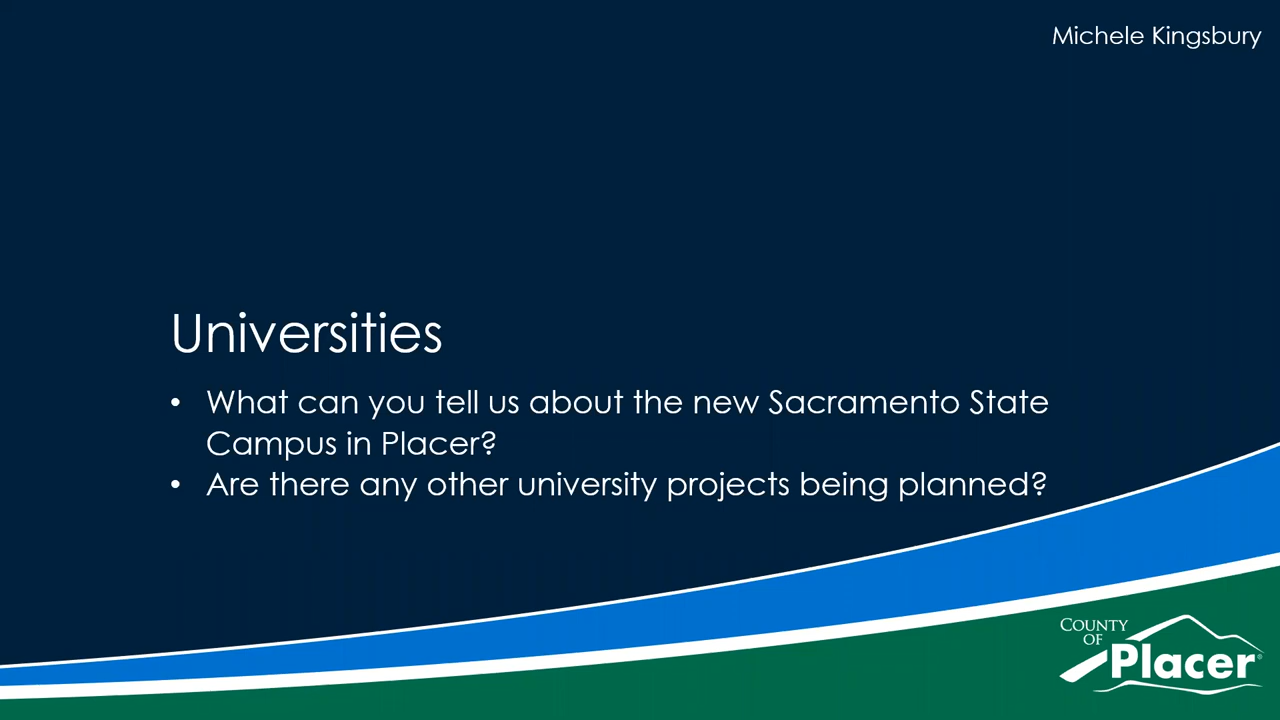 Michele Kingsbury
Universities
• What can you tell us about the new Sacramento State
Campus in Placer?
• Are there any other university projects being planned?
COUNTY
OF
Placer®